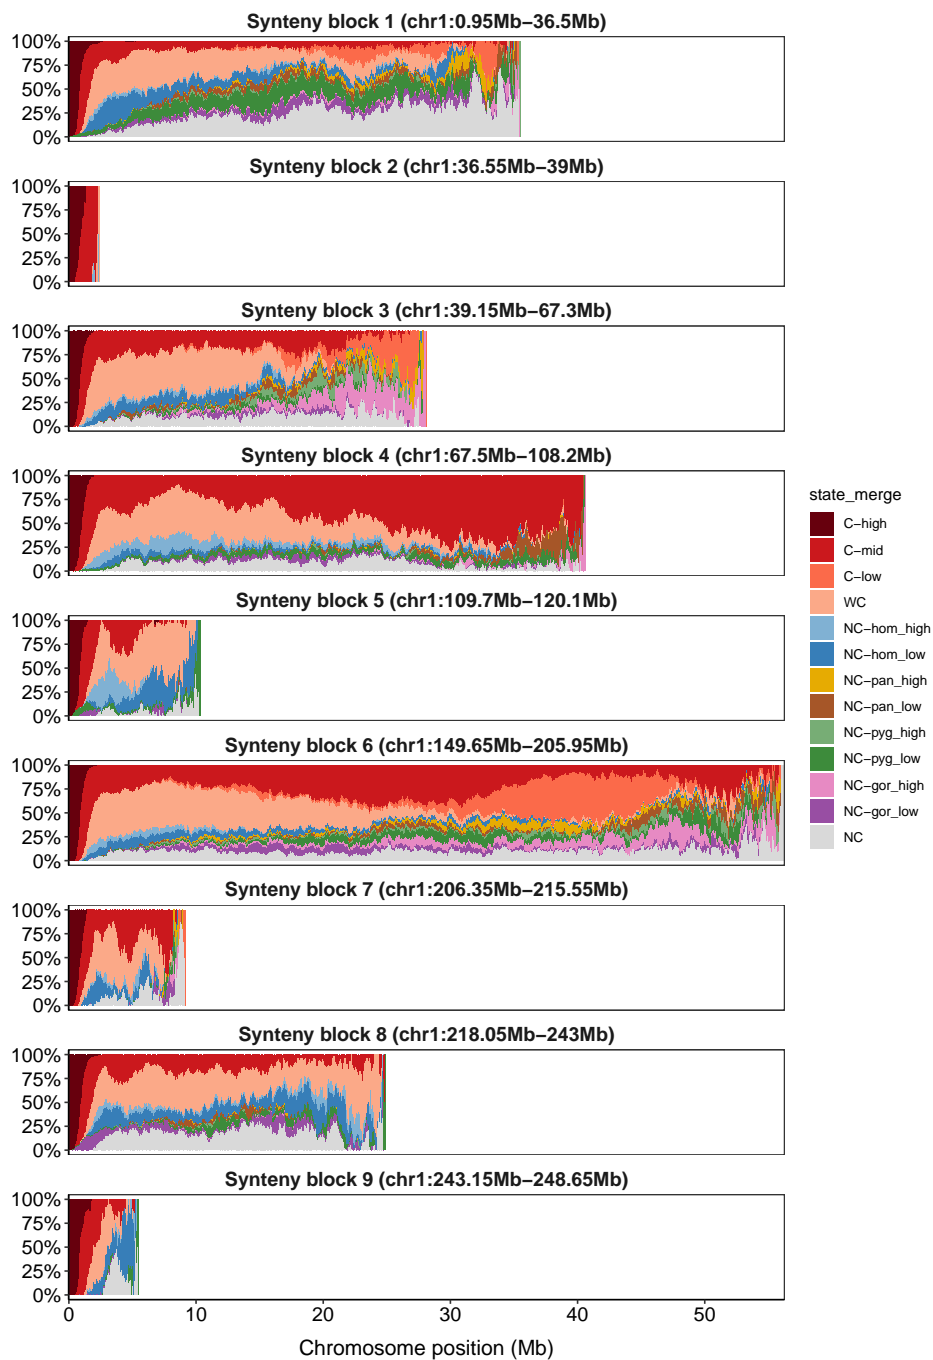 Synteny block 1 (chr1:0.95Mb−36.5Mb)
100%
75%
50%
25%
0%
Synteny block 2 (chr1:36.55Mb−39Mb)
100%
75%
50%
25%
0%
Synteny block 3 (chr1:39.15Mb−67.3Mb)
100%
75%
50%
25%
0%
Synteny block 4 (chr1:67.5Mb−108.2Mb)
100%
75%
50%
25%
0%
Synteny block 5 (chr1:109.7Mb−120.1Mb)
100%
75%
50%
25%
0%
Synteny block 6 (chr1:149.65Mb−205.95Mb)
100%
75%
50%
25%
0%
Synteny block 7 (chr1:206.35Mb−215.55Mb)
100%
75%
50%
25%
0%
Synteny block 8 (chr1:218.05Mb−243Mb)
100%
75%
50%
25%
0%
Synteny block 9 (chr1:243.15Mb−248.65Mb)
100%
75%
50%
25%
0%
0 10 20 30 40 50
Chromosome position (Mb)
state_merge
C−high
C−mid
C−low
WC
NC−hom_high
NC−hom_low
NC−pan_high
NC−pan_low
NC−pyg_high
NC−pyg_low
NC−gor_high
NC−gor_low
NC